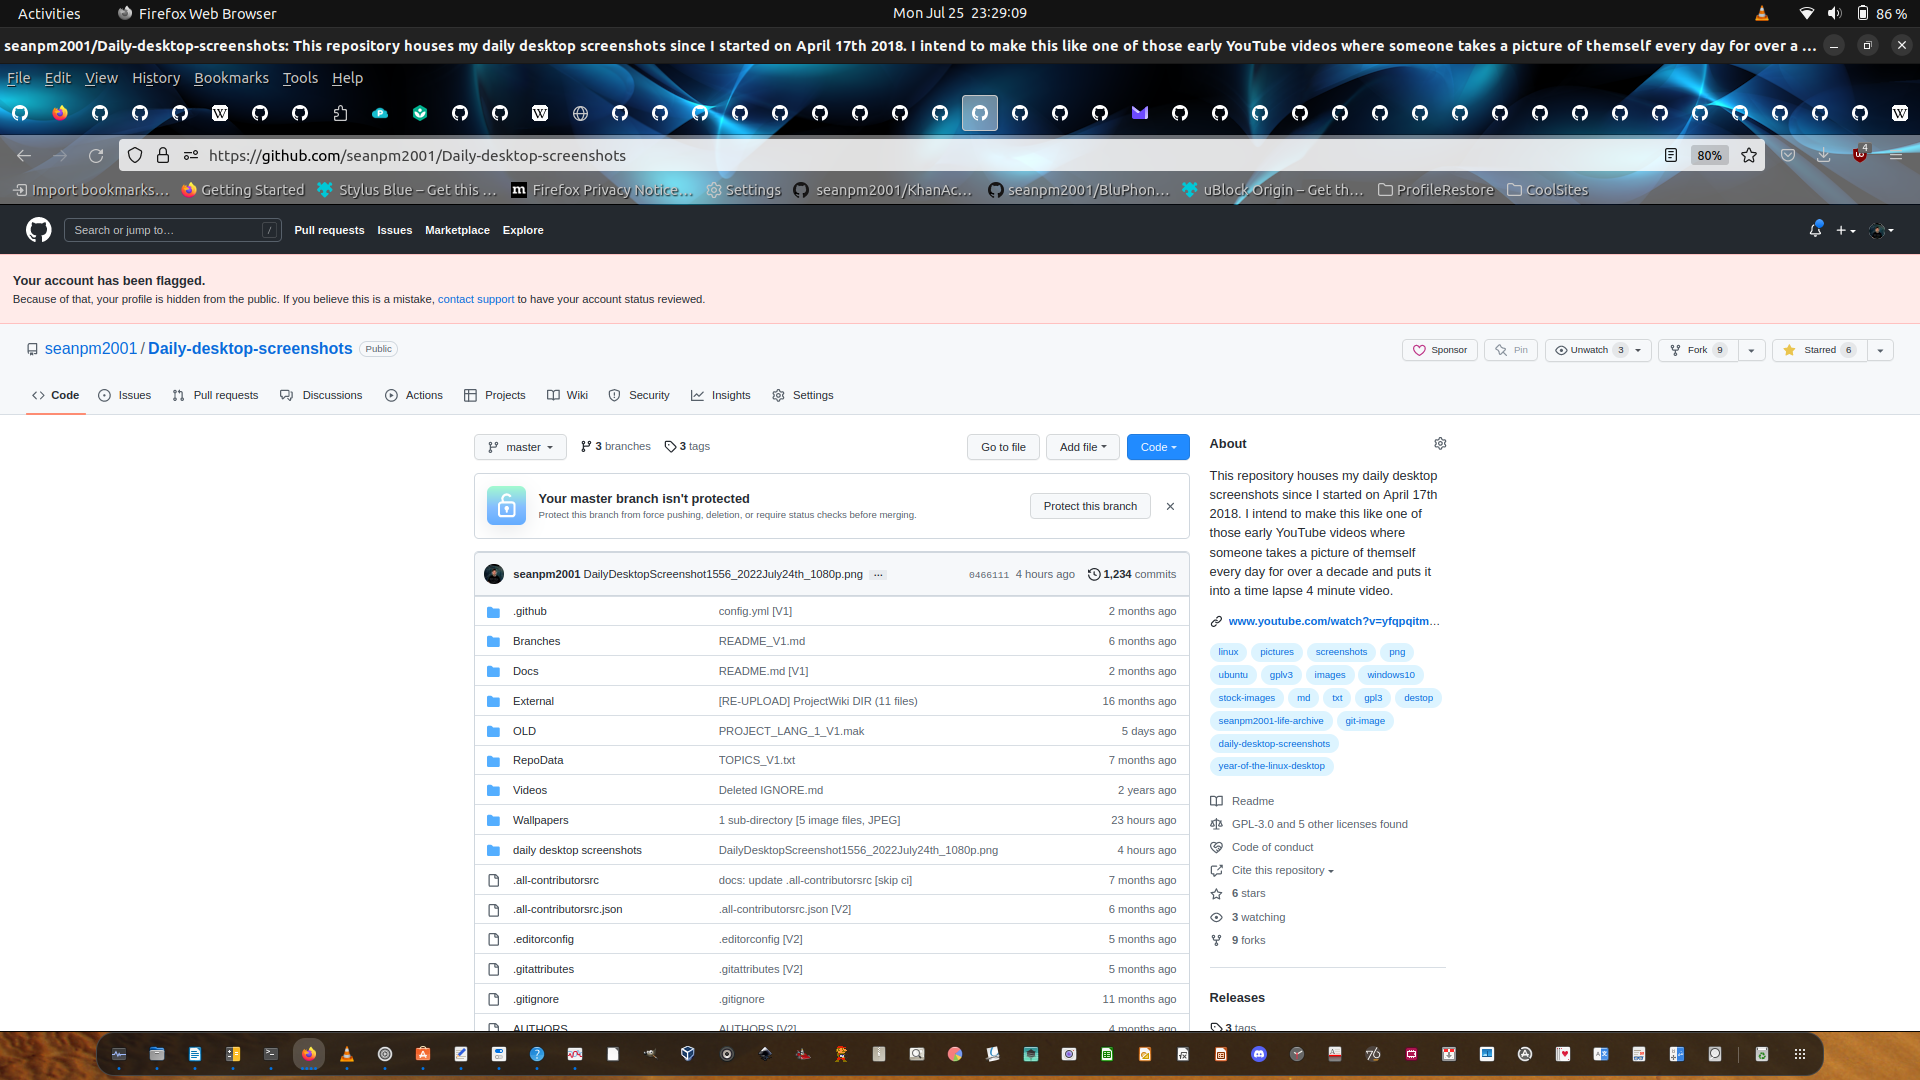 Activities Firefox Web Browser Mon Jul 25 23:29:09 86 %
seanpm2001/Daily-desktop-screenshots: This repository houses my daily desktop screenshots since I started on April 17th 2018. I intend to make this like one of those early YouTube videos where someone takes a picture of themself every day for over a ...
File Edit View History Bookmarks Tools Help
https://github.com/seanpm2001/Daily-desktop-screenshots 80% 4
Import bookmarks... Getting Started Stylus Blue – Get this ... Firefox Privacy Notice... Settings seanpm2001/KhanAc... seanpm2001/BluPhon... uBlock Origin – Get th... ProfileRestore CoolSites
Search or jump to... / Pull requests Issues Marketplace Explore
Your account has been flagged.
Because of that, your profile is hidden from the public. If you believe this is a mistake, contact support to have your account status reviewed.
seanpm2001 / Daily-desktop-screenshots Public
Sponsor Pin Unwatch 3 Fork 9 Starred 6
Code Issues Pull requests Discussions Actions Projects Wiki Security Insights Settings
master 3 branches 3 tags Go to file Add file Code
Your master branch isn't protected
Protect this branch from force pushing, deletion, or require status checks before merging.
Protect this branch
seanpm2001 DailyDesktopScreenshot1556_2022July24th_1080p.png ... 0466111 4 hours ago 1,234 commits
.github config.yml [V1] 2 months ago
Branches README_V1.md 6 months ago
Docs README.md [V1] 2 months ago
External [RE-UPLOAD] ProjectWiki DIR (11 files) 16 months ago
OLD PROJECT_LANG_1_V1.mak 5 days ago
RepoData TOPICS_V1.txt 7 months ago
Videos Deleted IGNORE.md 2 years ago
Wallpapers 1 sub-directory [5 image files, JPEG] 23 hours ago
daily desktop screenshots DailyDesktopScreenshot1556_2022July24th_1080p.png 4 hours ago
.all-contributorsrc docs: update .all-contributorsrc [skip ci] 7 months ago
.all-contributorsrc.json .all-contributorsrc.json [V2] 6 months ago
.editorconfig .editorconfig [V2] 5 months ago
.gitattributes .gitattributes [V2] 5 months ago
.gitignore .gitignore 11 months ago
AUTHORS AUTHORS [V2] 4 months ago
About
This repository houses my daily desktop
screenshots since I started on April 17th
2018. I intend to make this like one of
those early YouTube videos where
someone takes a picture of themself
every day for over a decade and puts it
into a time lapse 4 minute video.
www.youtube.com/watch?v=yfqpqitm...
linux pictures screenshots png
ubuntu gplv3 images windows10
stock-images md txt gpl3 destop
seanpm2001-life-archive git-image
daily-desktop-screenshots
year-of-the-linux-desktop
Readme
GPL-3.0 and 5 other licenses found
Code of conduct
Cite this repository
6 stars
3 watching
9 forks
Releases
3 tags